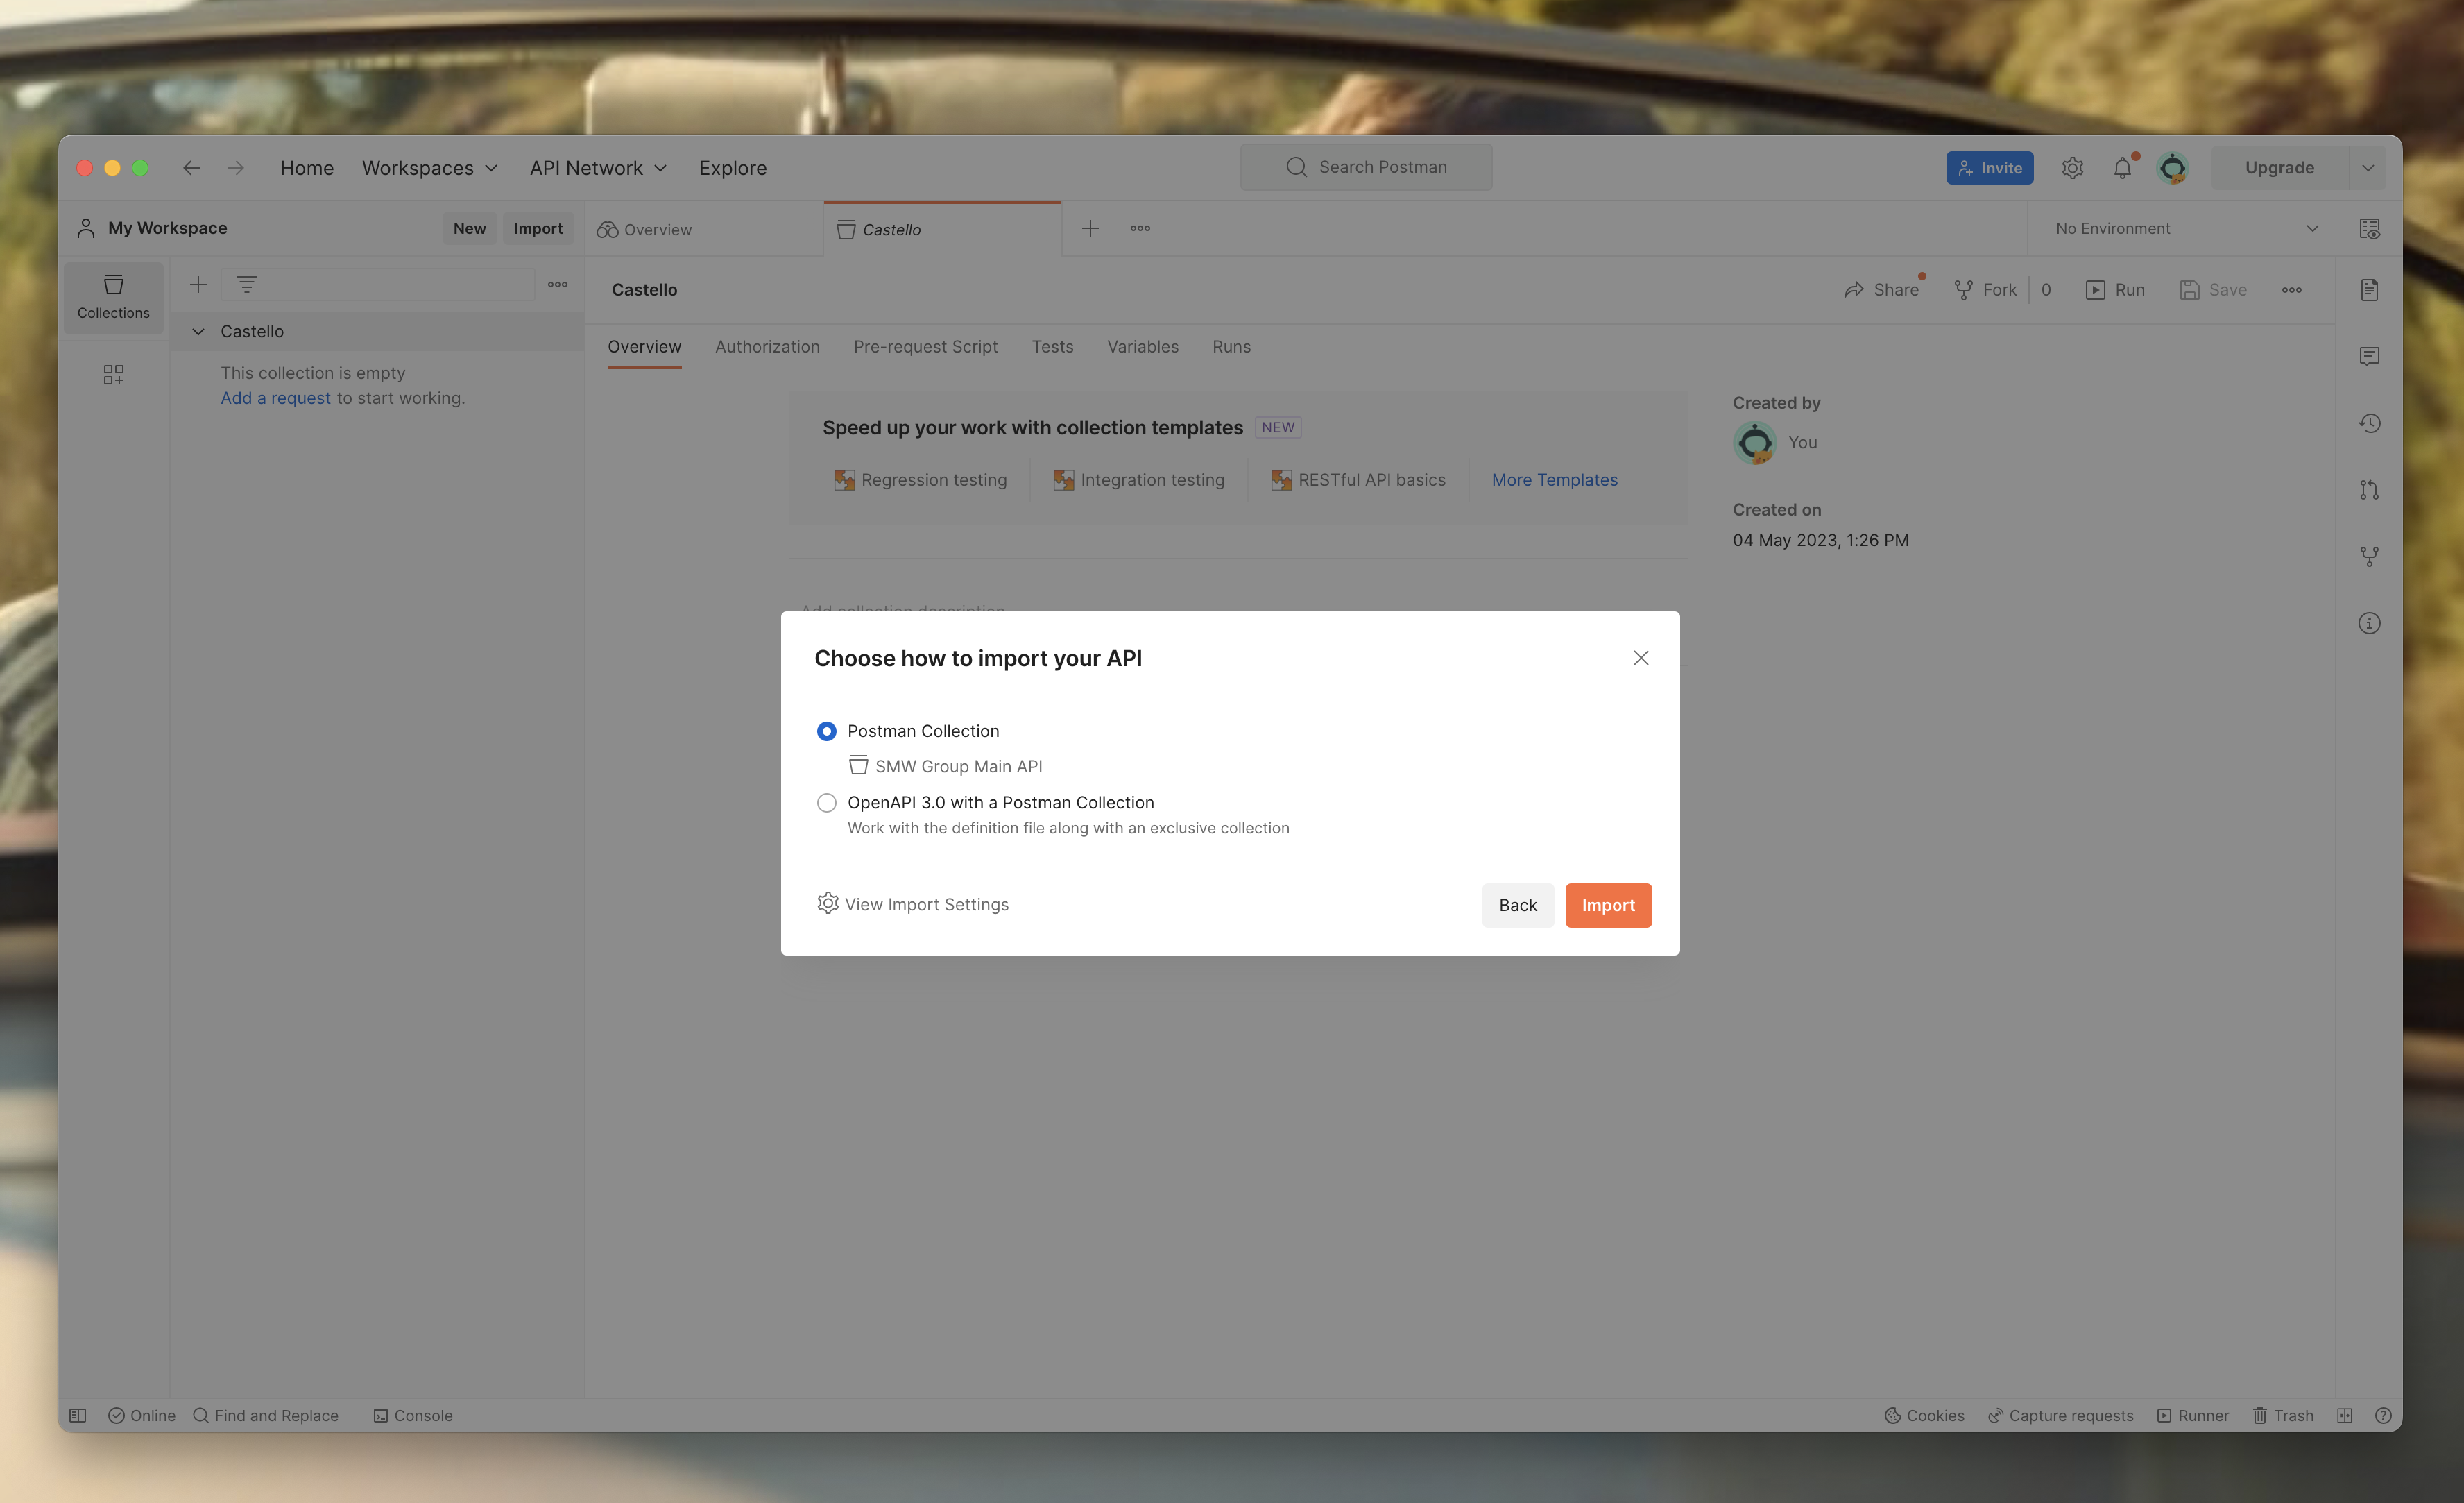 Home Workspaces API Network Explore Search Postman Invite Upgrade
My Workspace New Import Overview Castello No Environment
Collections
Castello
This collection is empty
Add a request to start working.
Castello Share Fork 0 Run Save
Overview Authorization Pre-request Script Tests Variables Runs
Speed up your work with collection templates NEW
Regression testing Integration testing RESTful API basics More Templates
Created by
You
Created on
04 May 2023, 1:26 PM
Add collection description
Choose how to import your API
Postman Collection
SMW Group Main API
OpenAPI 3.0 with a Postman Collection
Work with the definition file along with an exclusive collection
View Import Settings Back Import
Online Find and Replace Console Cookies Capture requests Runner Trash